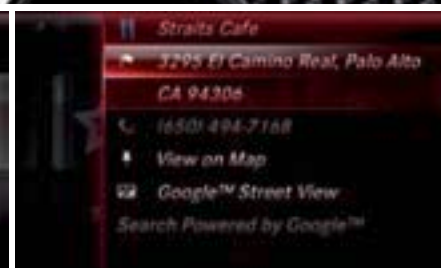 Straits Cafe
3295 El Camino Real, Palo Alto
CA 94306
(650) 494-7168
View on Map
Google™ Street View
Search Powered by Google™